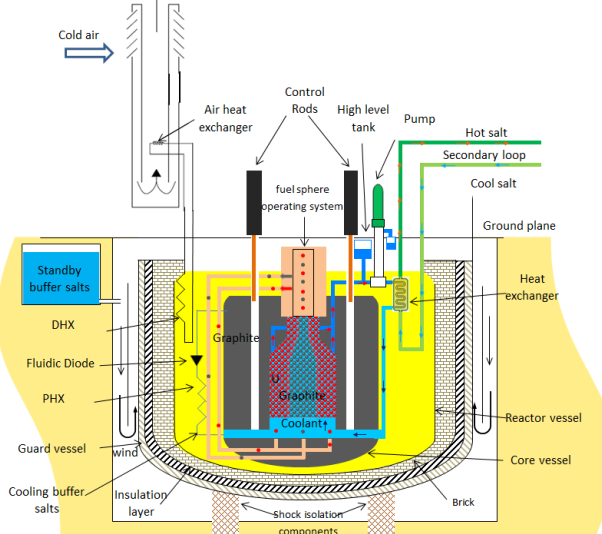 Cold air
Air heat
exchanger
Control
Rods
High level
tank
Pump
Hot salt
Secondary loop
Cool salt
fuel sphere
operating system
Ground plane
Standby
buffer salts
Heat
exchanger
DHX
Graphite
Fluidic Diode
PHX
Graphite
Reactor vessel
Coolant
Guard vessel
wind
Core vessel
Cooling buffer
salts
Insulation
layer
Brick
Shock isolation
components